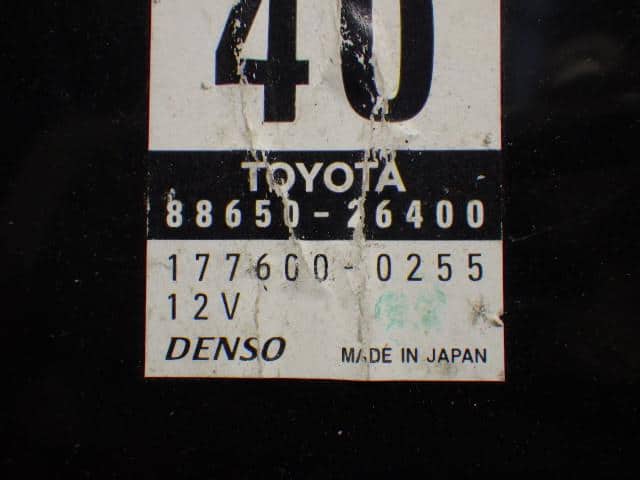 40
TOYOTA
88650-26400
177600-0255
12V
DENSO
MADE IN JAPAN